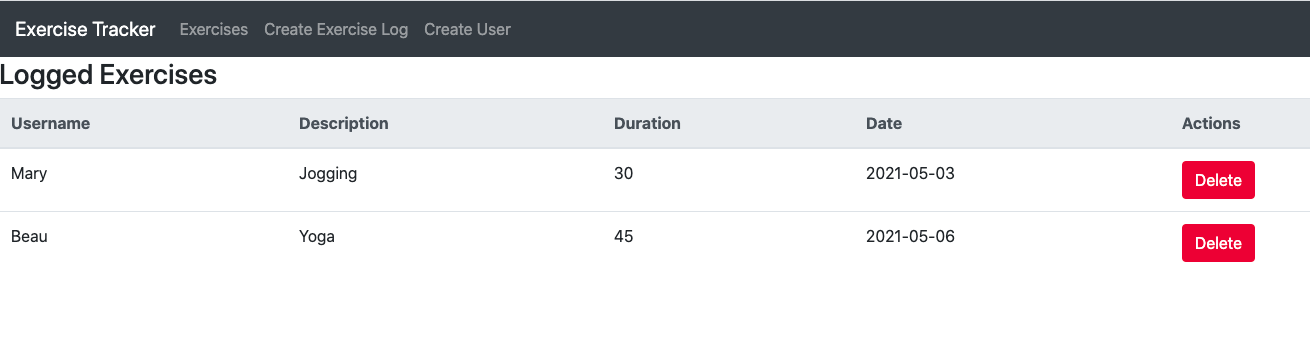 Exercise Tracker Exercises Create Exercise Log Create User
Logged Exercises
Username Description Duration Date Actions
Mary Jogging 30 2021-05-03 Delete
Beau Yoga 45 2021-05-06 Delete